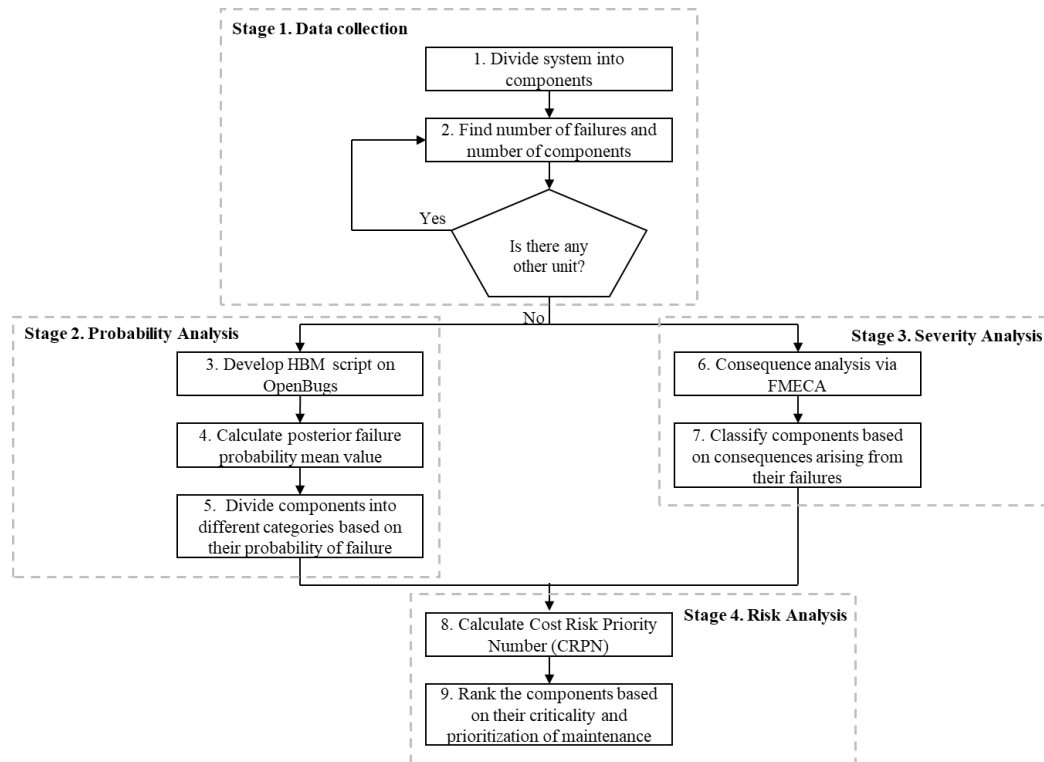 Stage 1. Data collection
1. Divide system into
components
2. Find number of failures and
number of components
Yes
Is there any
other unit?
No
Stage 2. Probability Analysis
3. Develop HBM script on
OpenBugs
4. Calculate posterior failure
probability mean value
5. Divide components into
different categories based on
their probability of failure
Stage 3. Severity Analysis
6. Consequence analysis via
FMECA
7. Classify components based
on consequences arising from
their failures
Stage 4. Risk Analysis
8. Calculate Cost Risk Priority
Number (CRPN)
9. Rank the components based
on their criticality and
prioritization of maintenance